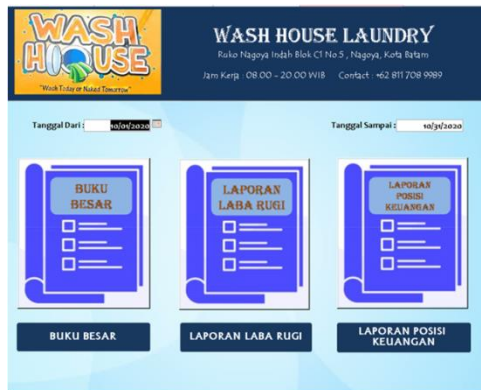 WASH
HOUSE
"Wash Today or Naked Tomorrow"
WASH HOUSE LAUNDRY
Ruko Nagoya Indah Blok C1 No.5 , Nagoya, Kota Batam
Jam Kerja : 08.00 - 20.00 WIB Contact : +62 811 708 9989
Tanggal Dari : 10/01/2020
Tanggal Sampai : 10/31/2020
BUKU
BESAR
LAPORAN
LABA RUGI
LAPORAN
POSISI
KEUANGAN
BUKU BESAR
LAPORAN LABA RUGI
LAPORAN POSISI
KEUANGAN